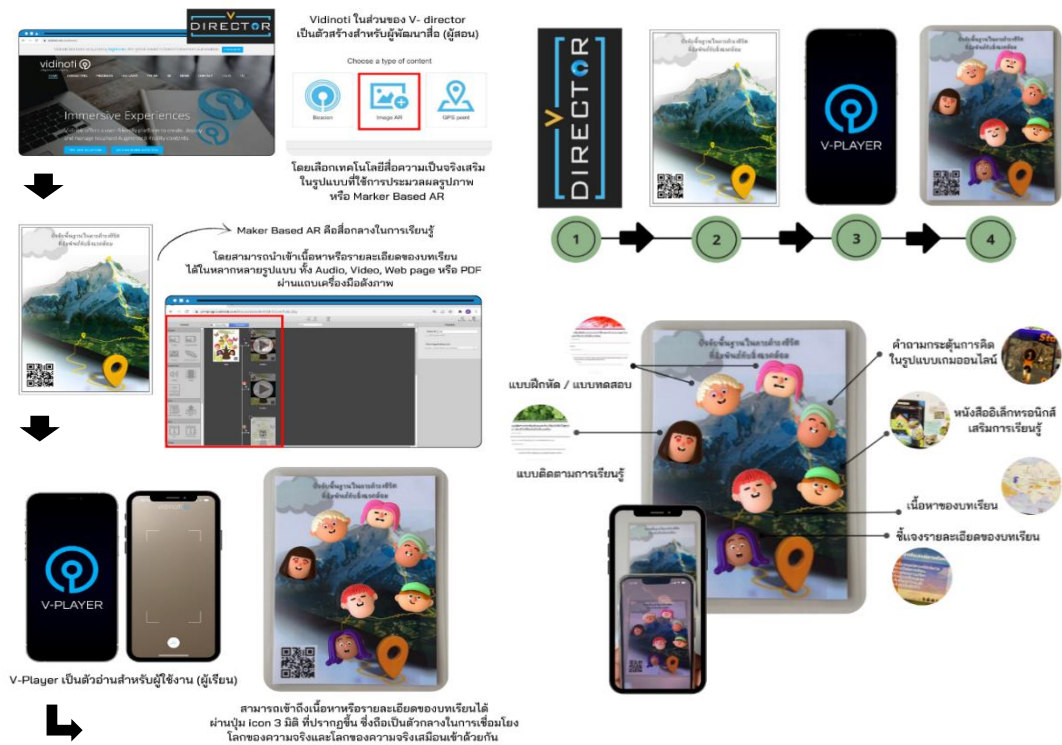 V
DIRECTOR
Vidinoti ในส่วนของ V- director
เป็นตัวสร้างสำหรับผู้พัฒนาสื่อ (ผู้สอน)
vidinoti
Immersive Experiences
Choose a type of content
Beacon
Image AR
GPS point
โดยเลือกเทคโนโลยีสื่อความเป็นจริงเสริม
ในรูปแบบที่ใช้การประมวลผลรูปภาพ
หรือ Marker Based AR
Maker Based AR คือสื่อกลางในการเรียนรู้
โดยสามารถนำเข้าเนื้อหาหรือรายละเอียดของบทเรียน
ได้ในหลากหลายรูปแบบ ทั้ง Audio, Video, Web page หรือ PDF
ผ่านแถบเครื่องมือดังภาพ
V-PLAYER
vidinoti
V-Player เป็นตัวอ่านสำหรับผู้ใช้งาน (ผู้เรียน)
สามารถเข้าถึงเนื้อหาหรือรายละเอียดของบทเรียนได้
ผ่านปุ่ม icon 3 มิติ ที่ปรากฏขึ้น ซึ่งถือเป็นตัวกลางในการเชื่อมโยง
โลกของความจริงและโลกของความจริงเสมือนเข้าด้วยกัน
V
DIRECTOR
V-PLAYER
1
2
3
4
คำถามกระตุ้นการคิด
ในรูปแบบเกมออนไลน์
แบบฝึกหัด / แบบทดสอบ
หนังสืออิเล็กทรอนิกส์
เสริมการเรียนรู้
แบบติดตามการเรียนรู้
เนื้อหาของบทเรียน
ชี้แจงรายละเอียดของบทเรียน